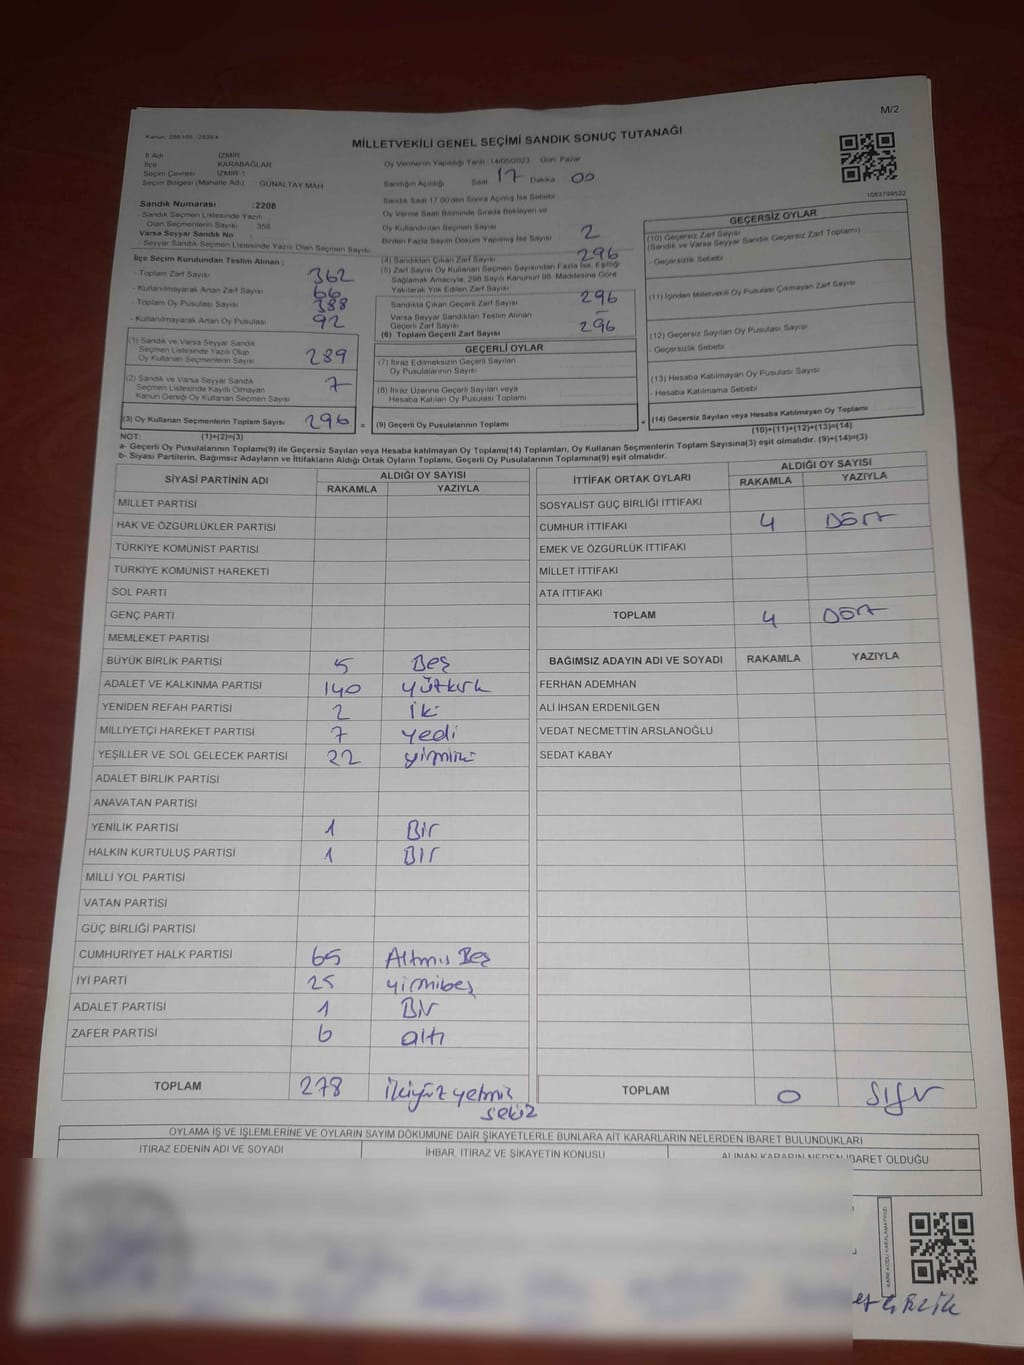 M/2
Kanun: 298/105 - 2839/4
MİLLETVEKİLİ GENEL SEÇİMİ SANDIK SONUÇ TUTANAĞI
İl Adı : İZMİR
İlçe : KARABAĞLAR
Seçim Çevresi : İZMİR-1
Seçim Bölgesi (Mahalle Adı) : GÜNALTAY MAH.
Oy Vermenin Yapıldığı Tarih :14/05/2023 Gün: Pazar
Sandığın Açıldığı Saat 17 Dakika 00
1082799522
Sandık Numarası :2208
- Sandık Seçmen Listesinde Yazılı
Olan Seçmenlerin Sayısı : 356
Varsa Seyyar Sandık No :
- Seyyar Sandık Seçmen Listesinde Yazılı Olan Seçmen Sayısı:
Sandık Saat 17.00'den Sonra Açılmış İse Sebebi
Oy Verme Saati Bitiminde Sırada Bekleyen ve
Oy Kullandırılan Seçmen Sayısı 2
Birden Fazla Sayım Döküm Yapılmış İse Sayısı
İlçe Seçim Kurulundan Teslim Alınan ;
- Toplam Zarf Sayısı 362
- Kullanılmayarak Artan Zarf Sayısı 66
- Toplam Oy Pusulası Sayısı 388
- Kullanılmayarak Artan Oy Pusulası 92
(4) Sandıktan Çıkan Zarf Sayısı 296
(5) Zarf Sayısı Oy Kullanan Seçmen Sayısından Fazla İse, Eşitliği
Sağlamak Amacıyla, 298 Sayılı Kanunun 98. Maddesine Göre
Yakılarak Yok Edilen Zarf Sayısı
Sandıkta Çıkan Geçerli Zarf Sayısı 296
Varsa Seyyar Sandıktan Teslim Alınan
Geçerli Zarf Sayısı -
(6) Toplam Geçerli Zarf Sayısı 296
(1) Sandık ve Varsa Seyyar Sandık
Seçmen Listesinde Yazılı Olup
Oy Kullanan Seçmenlerin Sayısı 289
(2) Sandık ve Varsa Seyyar Sandık
Seçmen Listesinde Kayıtlı Olmayan
Kanun Gereği Oy Kullanan Seçmen Sayısı 7
(3) Oy Kullanan Seçmenlerin Toplam Sayısı 296 =
GEÇERLİ OYLAR
(7) İtiraz Edilmeksizin Geçerli Sayılan
Oy Pusulalarının Sayısı
(8) İtiraz Üzerine Geçerli Sayılan veya
Hesaba Katılan Oy Pusulası Toplamı
(9) Geçerli Oy Pusulalarının Toplamı +
GEÇERSİZ OYLAR
(10) Geçersiz Zarf Sayısı
(Sandık ve Varsa Seyyar Sandık Geçersiz Zarf Toplamı)
- Geçersizlik Sebebi
(11) İçinden Milletvekili Oy Pusulası Çıkmayan Zarf Sayısı
(12) Geçersiz Sayılan Oy Pusulası Sayısı
- Geçersizlik Sebebi
(13) Hesaba Katılmayan Oy Pusulası Sayısı
- Hesaba Katılmama Sebebi
(14) Geçersiz Sayılan veya Hesaba Katılmayan Oy Toplamı
(10)+(11)+(12)+(13)=(14)
NOT: (1)+(2)=(3)
a- Geçerli Oy Pusulalarının Toplamı(9) ile Geçersiz Sayılan veya Hesaba katılmayan Oy Toplamı(14) Toplamları, Oy Kullanan Seçmenlerin Toplam Sayısına(3) eşit olmalıdır. (9)+(14)=(3)
b- Siyasi Partilerin, Bağımsız Adayların ve İttifakların Aldığı Ortak Oyların Toplamı, Geçerli Oy Pusulalarının Toplamına(9) eşit olmalıdır.
SİYASİ PARTİNİN ADI ALDIĞI OY SAYISI
RAKAMLA YAZIYLA
MİLLET PARTİSİ
HAK VE ÖZGÜRLÜKLER PARTİSİ
TÜRKİYE KOMÜNİST PARTİSİ
TÜRKİYE KOMÜNİST HAREKETİ
SOL PARTİ
GENÇ PARTİ
MEMLEKET PARTİSİ
BÜYÜK BİRLİK PARTİSİ 5 Beş
ADALET VE KALKINMA PARTİSİ 140 yüzkırk
YENİDEN REFAH PARTİSİ 2 iki
MİLLİYETÇİ HAREKET PARTİSİ 7 yedi
YEŞİLLER VE SOL GELECEK PARTİSİ 22 yirmiiki
ADALET BİRLİK PARTİSİ
ANAVATAN PARTİSİ
YENİLİK PARTİSİ 1 Bir
HALKIN KURTULUŞ PARTİSİ 1 Bir
MİLLİ YOL PARTİSİ
VATAN PARTİSİ
GÜÇ BİRLİĞİ PARTİSİ
CUMHURİYET HALK PARTİSİ 65 Altmış Beş
İYİ PARTİ 25 yirmibeş
ADALET PARTİSİ 1 Bir
ZAFER PARTİSİ 6 altı
TOPLAM 278 ikiyüz yetmiş
sekiz
İTTİFAK ORTAK OYLARI ALDIĞI OY SAYISI
RAKAMLA YAZIYLA
SOSYALİST GÜÇ BİRLİĞİ İTTİFAKI
CUMHUR İTTİFAKI 4 DÖRT
EMEK VE ÖZGÜRLÜK İTTİFAKI
MİLLET İTTİFAKI
ATA İTTİFAKI
TOPLAM 4 DÖRT
BAĞIMSIZ ADAYIN ADI VE SOYADI RAKAMLA YAZIYLA
FERHAN ADEMHAN
ALİ İHSAN ERDENİLGEN
VEDAT NECMETTİN ARSLANOĞLU
SEDAT KABAY
TOPLAM 0 sıfır
OYLAMA İŞ VE İŞLEMLERİNE VE OYLARIN SAYIM DÖKÜMÜNE DAİR ŞİKAYETLERLE BUNLARA AİT KARARLARIN NELERDEN İBARET BULUNDUKLARI
İTİRAZ EDENİN ADI VE SOYADI İHBAR, İTİRAZ VE ŞİKAYETİN KONUSU ALINAN KARARIN NEDEN İBARET OLDUĞU
KARE KODU KARALAMAYINIZ!